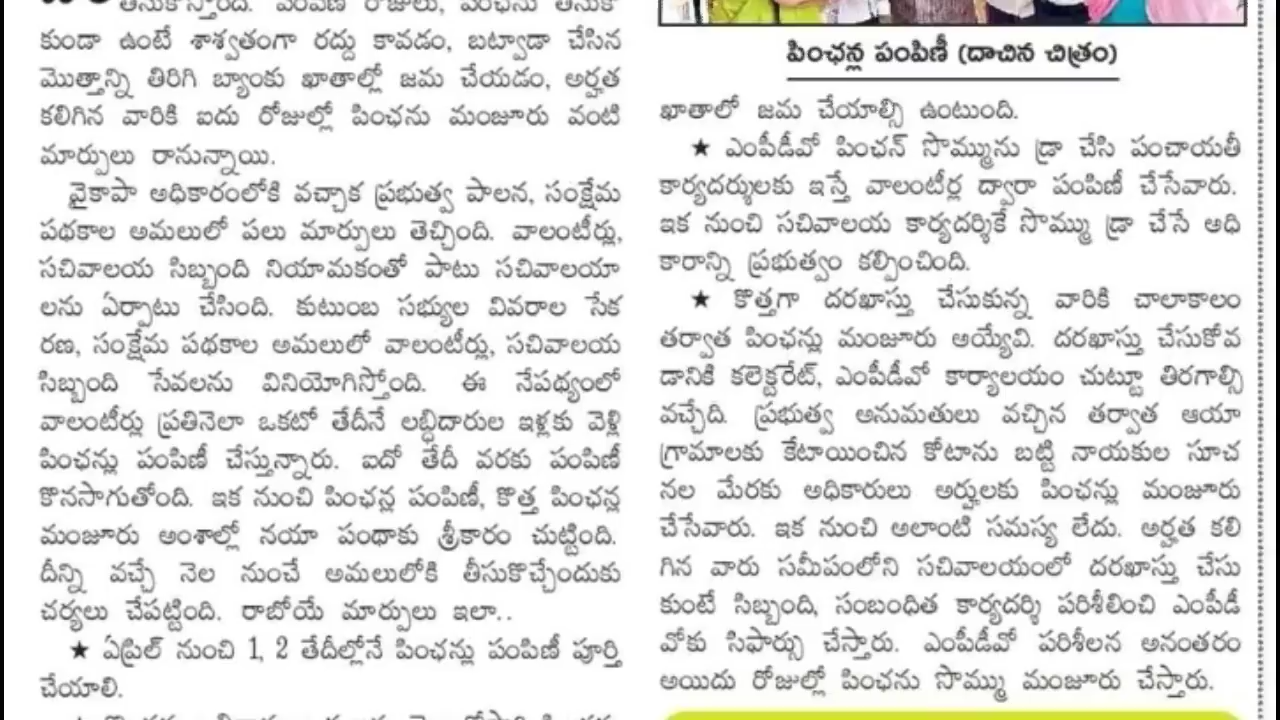 కుండా ఉంటే శాశ్వతంగా రద్దు కావడం, బట్వాడా చేసిన
మొత్తాన్ని తిరిగి బ్యాంకు ఖాతాల్లో జమ చేయడం, అర్హత
కలిగిన వారికి ఐదు రోజుల్లో పింఛను మంజూరు వంటి
మార్పులు రానున్నాయి.
వైకాపా అధికారంలోకి వచ్చాక ప్రభుత్వ పాలన, సంక్షేమ
పథకాల అమలులో పలు మార్పులు తెచ్చింది. వాలంటీర్లు,
సచివాలయ సిబ్బంది నియామకంతో పాటు సచివాలయా
లను ఏర్పాటు చేసింది. కుటుంబ సభ్యుల వివరాల సేక
రణ, సంక్షేమ పథకాల అమలులో వాలంటీర్లు, సచివాలయ
సిబ్బంది సేవలను వినియోగిస్తోంది. ఈ నేపథ్యంలో
వాలంటీర్లు ప్రతినెలా ఒకటో తేదీనే లబ్ధిదారుల ఇళ్లకు వెళ్లి
పింఛన్లు పంపిణీ చేస్తున్నారు. ఐదో తేదీ వరకు పంపిణీ
కొనసాగుతోంది. ఇక నుంచి పింఛన్ల పంపిణీ, కొత్త పింఛన్ల
మంజూరు అంశాల్లో నయా పంథాకు శ్రీకారం చుట్టింది.
దీన్ని వచ్చే నెల నుంచే అమలులోకి తీసుకొచ్చేందుకు
చర్యలు చేపట్టింది. రాబోయే మార్పులు ఇలా..
★ ఏప్రిల్ నుంచి 1, 2 తేదీల్లోనే పింఛన్లు పంపిణీ పూర్తి
చేయాలి.
పింఛన్ల పంపిణీ (దాచిన చిత్రం)
ఖాతాలో జమ చేయాల్సి ఉంటుంది.
★ ఎంపీడీవో పింఛన్ సొమ్మును డ్రా చేసి పంచాయతీ
కార్యదర్శులకు ఇస్తే వాలంటీర్ల ద్వారా పంపిణీ చేసేవారు.
ఇక నుంచి సచివాలయ కార్యదర్శికే సొమ్ము డ్రా చేసే అధి
కారాన్ని ప్రభుత్వం కల్పించింది.
★ కొత్తగా దరఖాస్తు చేసుకున్న వారికి చాలాకాలం
తర్వాత పింఛన్లు మంజూరు అయ్యేవి. దరఖాస్తు చేసుకోవ
డానికి కలెక్టరేట్, ఎంపీడీవో కార్యాలయం చుట్టూ తిరగాల్సి
వచ్చేది. ప్రభుత్వ అనుమతులు వచ్చిన తర్వాత ఆయా
గ్రామాలకు కేటాయించిన కోటాను బట్టి నాయకుల సూచ
నల మేరకు అధికారులు అర్హులకు పింఛన్లు మంజూరు
చేసేవారు. ఇక నుంచి అలాంటి సమస్య లేదు. అర్హత కలి
గిన వారు సమీపంలోని సచివాలయంలో దరఖాస్తు చేసు
కుంటే సిబ్బంది, సంబంధిత కార్యదర్శి పరిశీలించి ఎంపీడీ
వోకు సిఫార్సు చేస్తారు. ఎంపీడీవో పరిశీలన అనంతరం
అయిదు రోజుల్లో పింఛను సొమ్ము మంజూరు చేస్తారు.